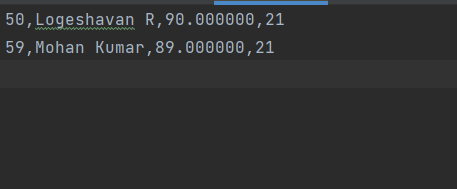 50,Logeshavan R,90.000000,21
59,Mohan Kumar,89.000000,21